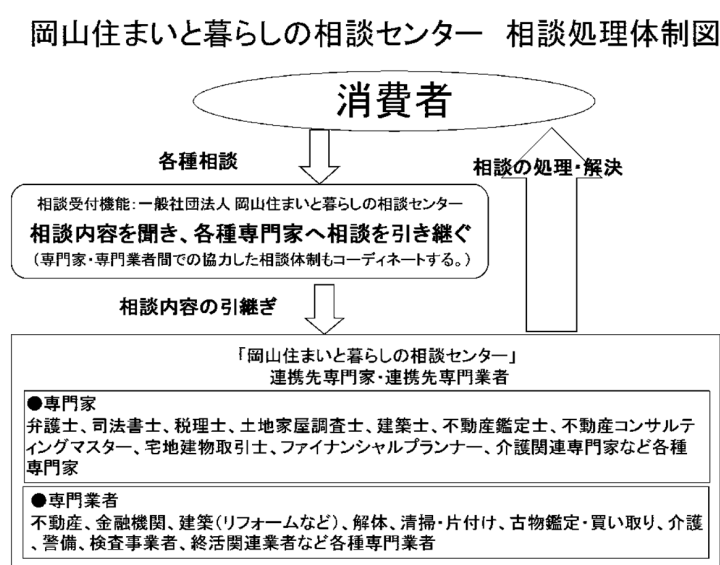 岡山住まいと暮らしの相談センター 相談処理体制図
消費者
各種相談
相談の処理・解決
相談受付機能：一般社団法人 岡山住まいと暮らしの相談センター
相談内容を聞き、各種専門家へ相談を引き継ぐ
（専門家・専門業者間での協力した相談体制もコーディネートする。）
相談内容の引継ぎ
「岡山住まいと暮らしの相談センター」
連携先専門家・連携先専門業者
●専門家
弁護士、司法書士、税理士、土地家屋調査士、建築士、不動産鑑定士、不動産コンサルテ
ィングマスター、宅地建物取引士、ファイナンシャルプランナー、介護関連専門家など各種
専門家
●専門業者
不動産、金融機関、建築（リフォームなど）、解体、清掃・片付け、古物鑑定・買い取り、介護
、警備、検査事業者、終活関連業者など各種専門業者